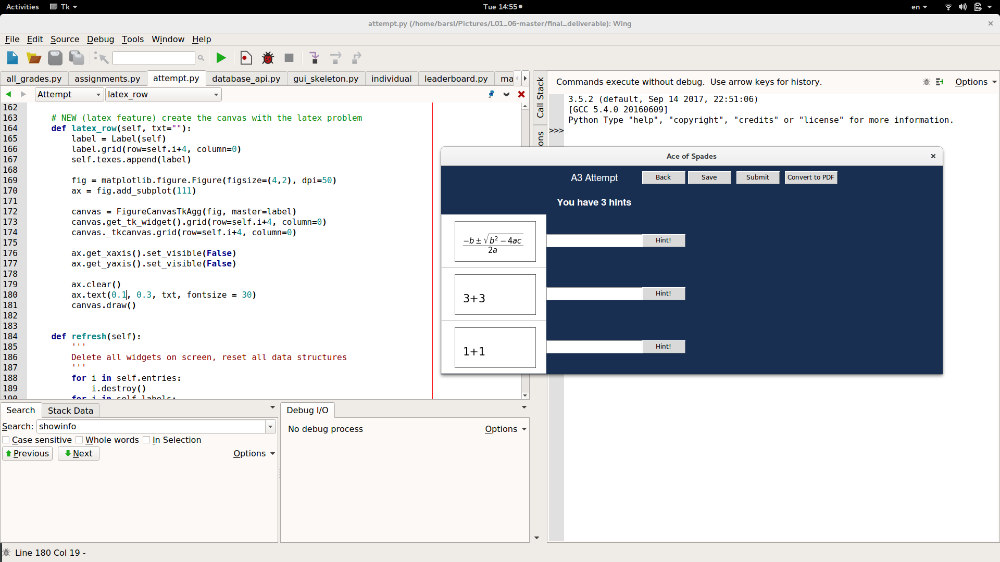 Activities Tk Tue 14:55 en
attempt.py (/home/barsl/Pictures/L01_06-master/final_deliverable): Wing
File Edit Source Debug Tools Window Help
all_grades.py assignments.py attempt.py database_api.py gui_skeleton.py individual leaderboard.py ma
Attempt latex_row
162
163 # NEW (latex feature) create the canvas with the latex problem
164 def latex_row(self, txt=""):
165 label = Label(self)
166 label.grid(row=self.i+4, column=0)
167 self.texes.append(label)
168
169 fig = matplotlib.figure.Figure(figsize=(4,2), dpi=50)
170 ax = fig.add_subplot(111)
171
172 canvas = FigureCanvasTkAgg(fig, master=label)
173 canvas.get_tk_widget().grid(row=self.i+4, column=0)
174 canvas._tkcanvas.grid(row=self.i+4, column=0)
175
176 ax.get_xaxis().set_visible(False)
177 ax.get_yaxis().set_visible(False)
178
179 ax.clear()
180 ax.text(0.1, 0.3, txt, fontsize = 30)
181 canvas.draw()
182
183
184 def refresh(self):
185 '''
186 Delete all widgets on screen, reset all data structures
187 '''
188 for i in self.entries:
189 i.destroy()
190 for i in self.labels:
Call Stack
ons
Commands execute without debug. Use arrow keys for history.
Options
3.5.2 (default, Sep 14 2017, 22:51:06)
[GCC 5.4.0 20160609]
Python Type "help", "copyright", "credits" or "license" for more information.
>>>
Ace of Spades
A3 Attempt Back Save Submit Convert to PDF
You have 3 hints
−b ± √b² − 4ac
2a
Hint!
3+3
Hint!
1+1
Hint!
Search Stack Data
Search: showinfo
Case sensitive Whole words In Selection
Previous Next Options
Debug I/O
No debug process Options
Line 180 Col 19 -